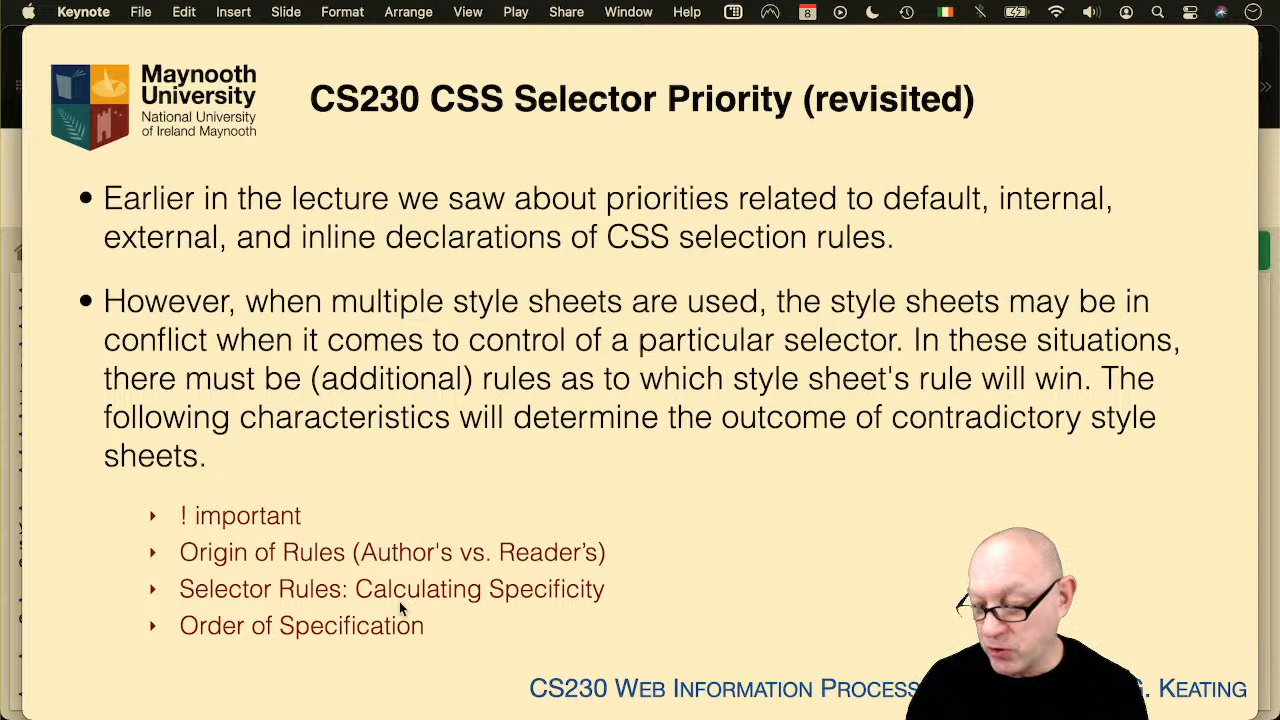 Keynote File Edit Insert Slide Format Arrange View Play Share Window Help 8
Maynooth
University
National University
of Ireland Maynooth
CS230 CSS Selector Priority (revisited)
• Earlier in the lecture we saw about priorities related to default, internal,
external, and inline declarations of CSS selection rules.
• However, when multiple style sheets are used, the style sheets may be in
conflict when it comes to control of a particular selector. In these situations,
there must be (additional) rules as to which style sheet's rule will win. The
following characteristics will determine the outcome of contradictory style
sheets.
‣ ! important
‣ Origin of Rules (Author's vs. Reader’s)
‣ Selector Rules: Calculating Specificity
‣ Order of Specification
CS230 WEB INFORMATION PROCESS G. KEATING